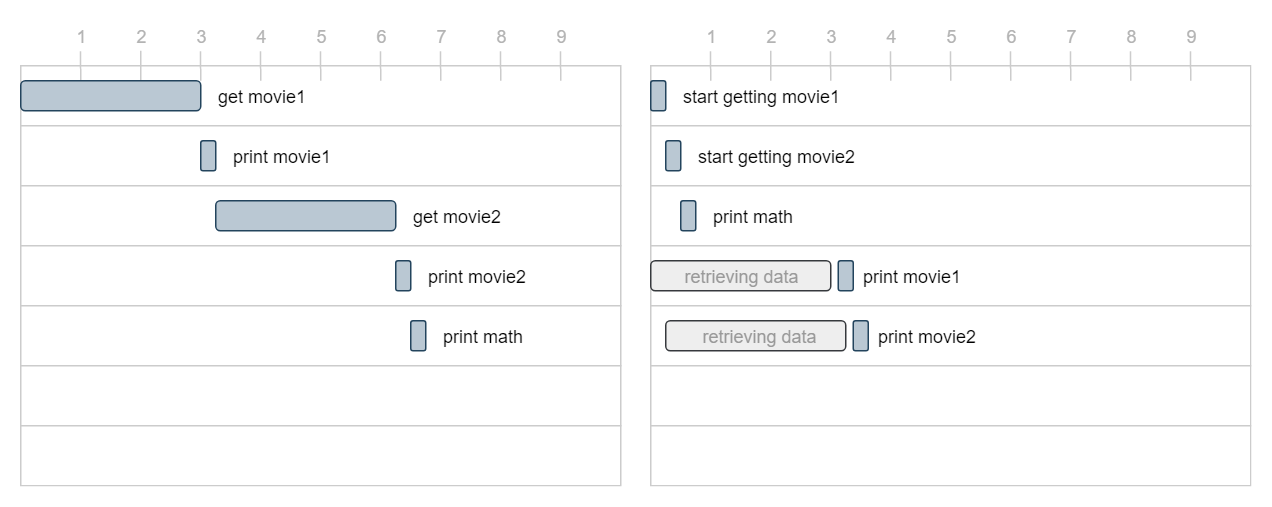 1 2 3 4 5 6 7 8 9
get movie1
print movie1
get movie2
print movie2
print math
1 2 3 4 5 6 7 8 9
start getting movie1
start getting movie2
print math
retrieving data print movie1
retrieving data print movie2